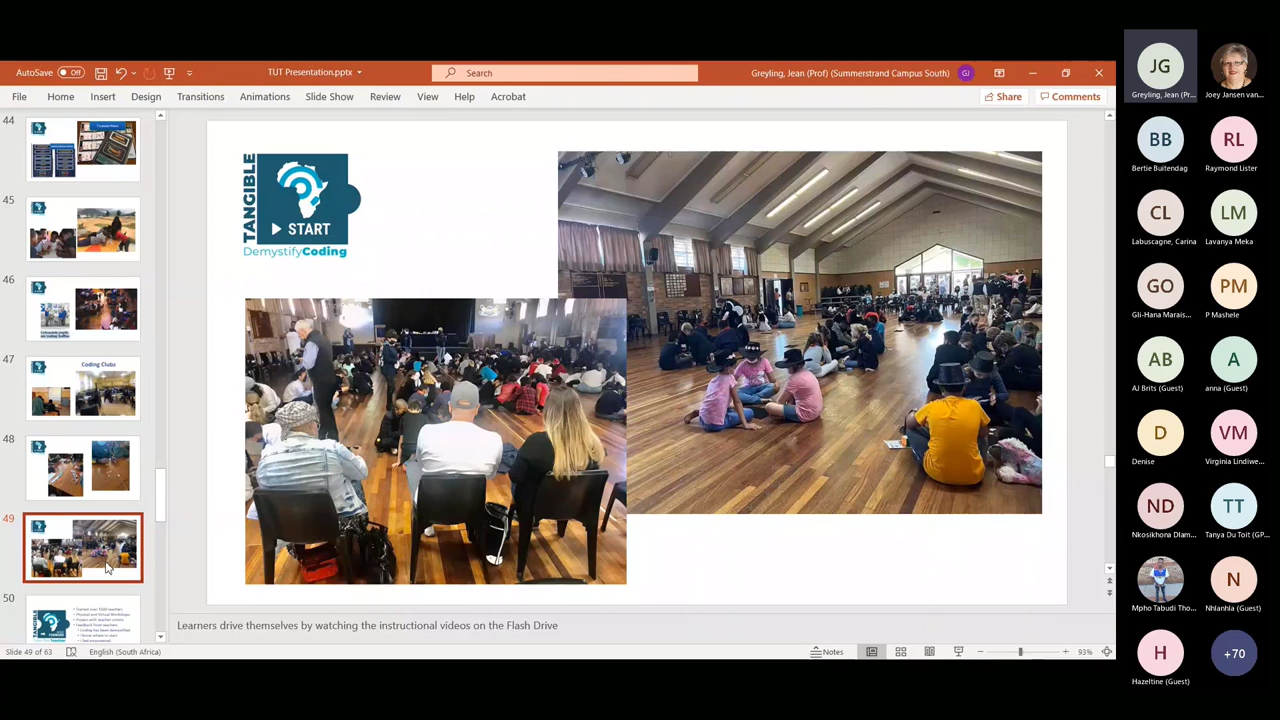 AutoSave Off
TUT Presentation.pptx
Search
Greyling, Jean (Prof) (Summerstrand Campus South)
GJ
File Home Insert Design Transitions Animations Slide Show Review View Help Acrobat
Share Comments
44
45
46
47
Coding Clubs
48
49
50
TANGIBLE
START
DemystifyCoding
Learners drive themselves by watching the instructional videos on the Flash Drive
Slide 49 of 63 English (South Africa) Notes 93%
JG
Greyling, Jean (Pr...
Joey Jansen van...
BB
Bertie Buitendag
RL
Raymond Lister
CL
Labuscagne, Carina
LM
Lavanya Meka
GO
Gli-Hana Marais...
PM
P Mashele
AB
AJ Brits (Guest)
A
anna (Guest)
D
Denise
VM
Virginia Lindiwe...
ND
Nkosikhona Dlam...
TT
Tanya Du Toit (GP...
Mpho Tabudi Tho...
N
Nhlanhla (Guest)
H
Hazeltine (Guest)
+70